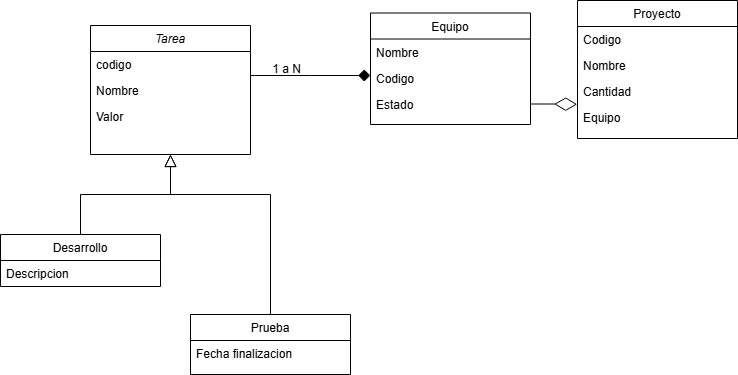 Tarea
codigo
Nombre
Valor
1 a N
Equipo
Nombre
Codigo
Estado
Proyecto
Codigo
Nombre
Cantidad
Equipo
Desarrollo
Descripcion
Prueba
Fecha finalizacion